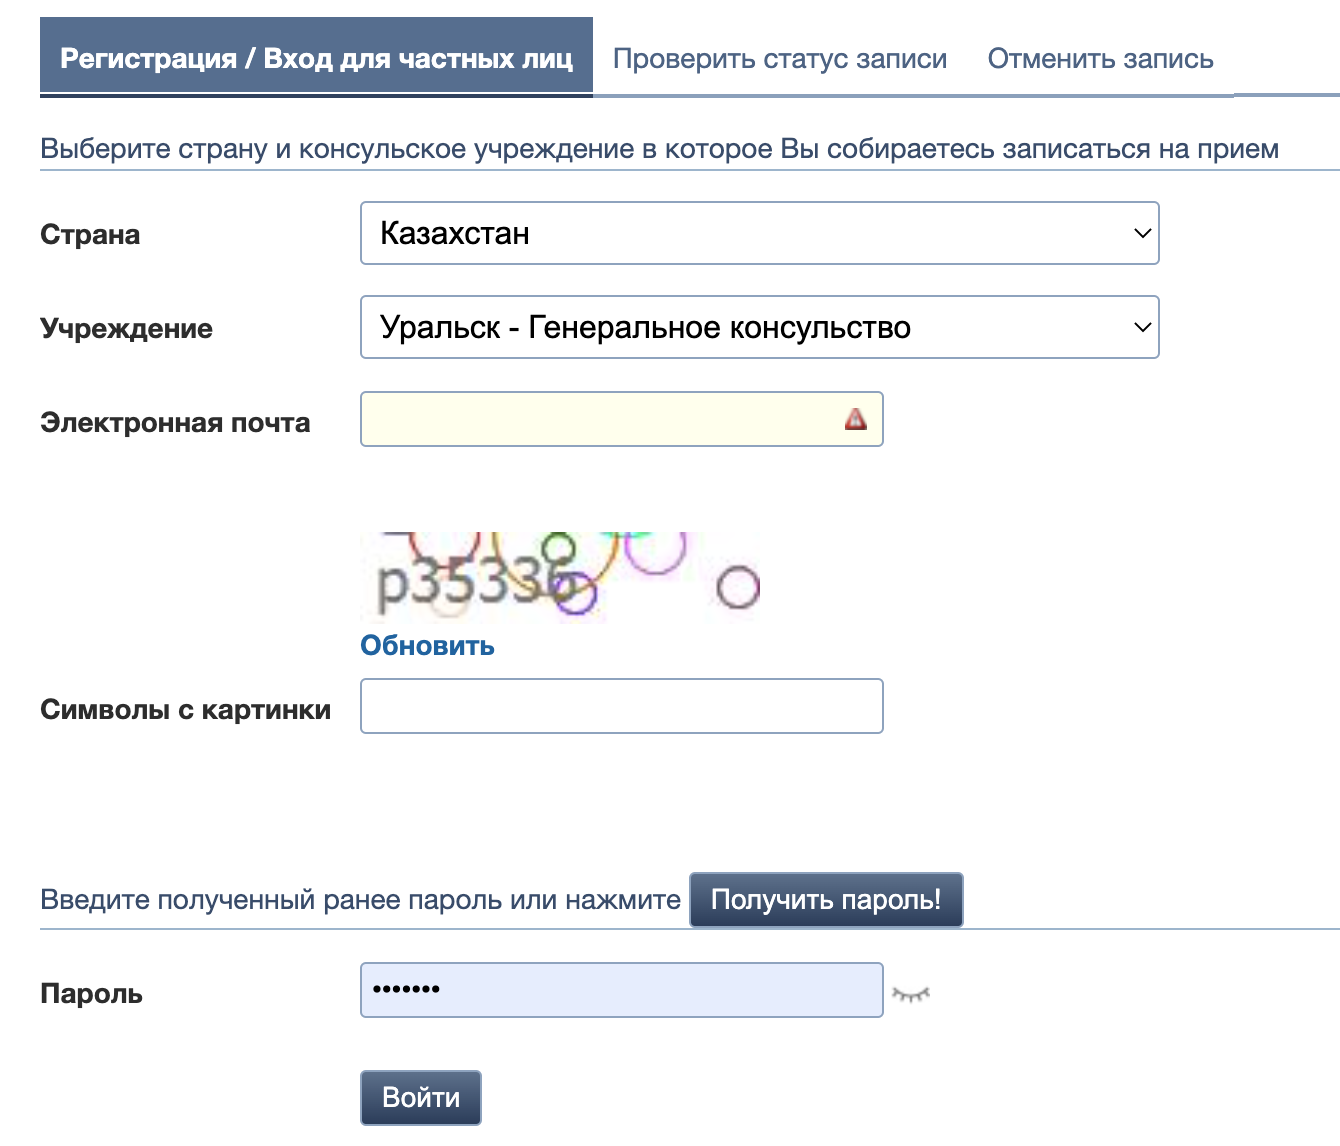 Регистрация / Вход для частных лиц Проверить статус записи Отменить запись
Выберите страну и консульское учреждение в которое Вы собираетесь записаться на прием
Страна Казахстан
Учреждение Уральск - Генеральное консульство
Электронная почта
p35336
Обновить
Символы с картинки
Введите полученный ранее пароль или нажмите Получить пароль!
Пароль •••••••
Войти